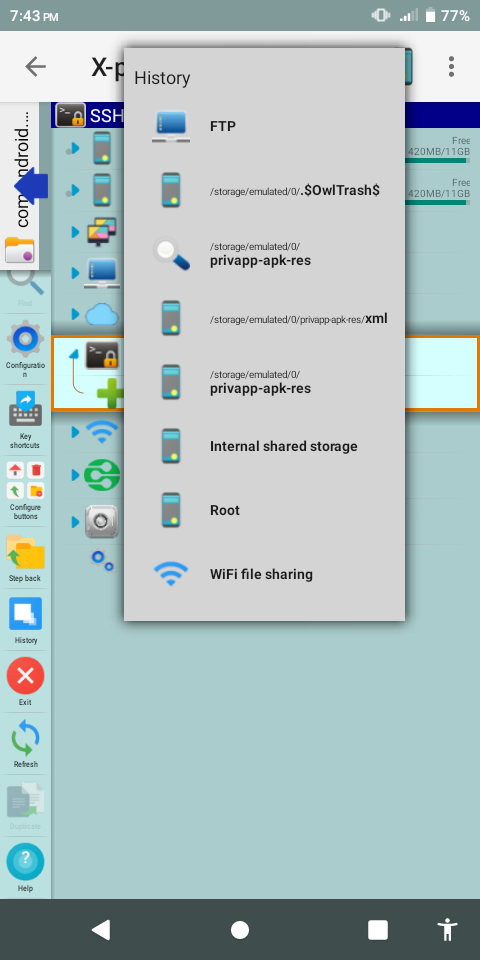 7:43 PM
77%
X-p
History
SSH
com.android....
FTP
Free
420MB/11GB
/storage/emulated/0/.$OwlTrash$
Free
420MB/11GB
/storage/emulated/0/
privapp-apk-res
Find
/storage/emulated/0/privapp-apk-res/xml
Configuratio
n
/storage/emulated/0/
privapp-apk-res
Key
shortcuts
Internal shared storage
Configure
buttons
Root
Step back
WiFi file sharing
History
Exit
Refresh
Duplicate
Help